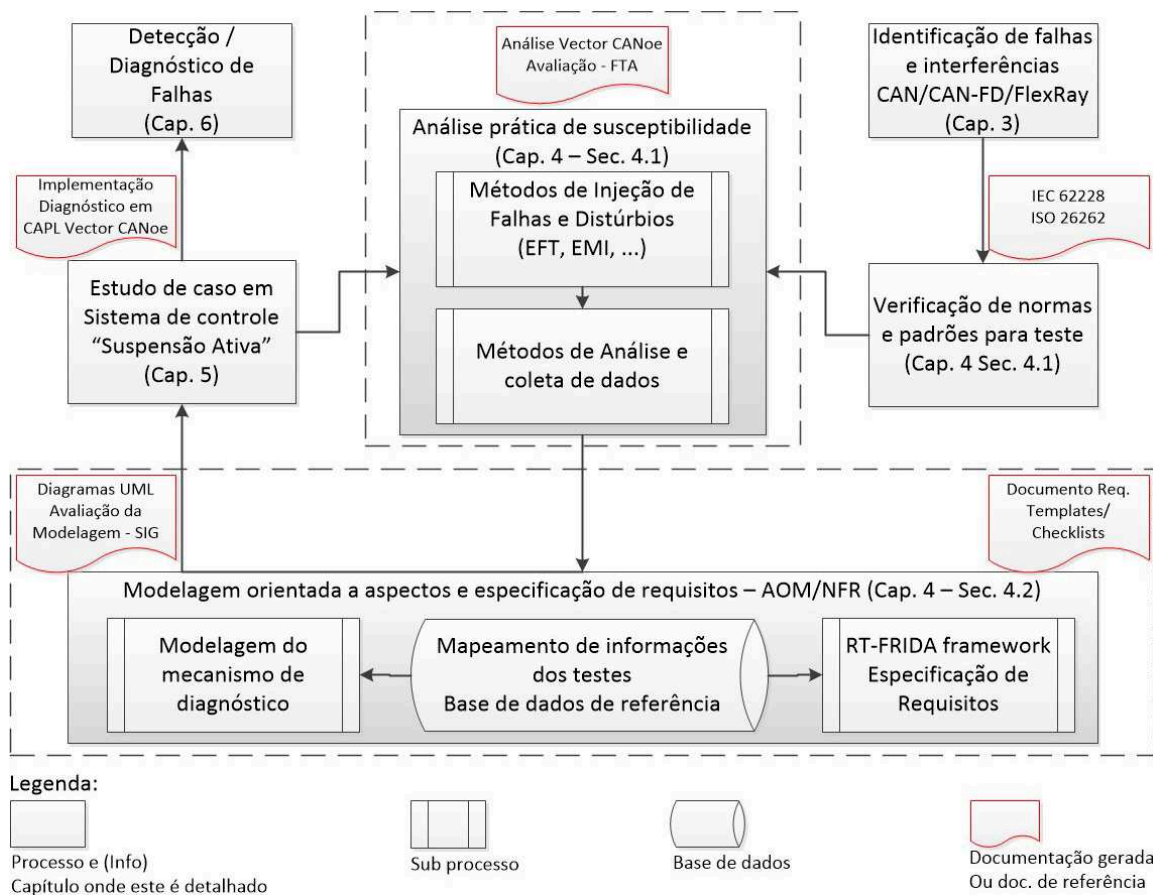 Detecção /
Diagnóstico de
Falhas
(Cap. 6)
Análise Vector CANoe
Avaliação - FTA
Identificação de falhas
e interferências
CAN/CAN-FD/FlexRay
(Cap. 3)
Implementação
Diagnóstico em
CAPL Vector CANoe
Análise prática de susceptibilidade
(Cap. 4 – Sec. 4.1)
Métodos de Injeção de
Falhas e Distúrbios
(EFT, EMI, ...)
IEC 62228
ISO 26262
Estudo de caso em
Sistema de controle
“Suspensão Ativa”
(Cap. 5)
Métodos de Análise e
coleta de dados
Verificação de normas
e padrões para teste
(Cap. 4 Sec. 4.1)
Diagramas UML
Avaliação da
Modelagem - SIG
Documento Req.
Templates/
Checklists
Modelagem orientada a aspectos e especificação de requisitos – AOM/NFR (Cap. 4 – Sec. 4.2)
Modelagem do
mecanismo de
diagnóstico
Mapeamento de informações
dos testes
Base de dados de referência
RT-FRIDA framework
Especificação de
Requisitos
Legenda:
Processo e (Info)
Capítulo onde este é detalhado
Sub processo
Base de dados
Documentação gerada
Ou doc. de referência